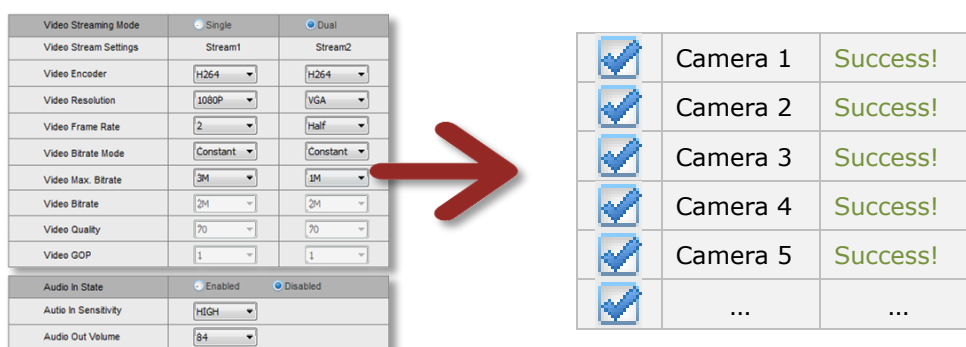 Video Streaming Mode Single Dual
Video Stream Settings Stream1 Stream2
Video Encoder H264 H264
Video Resolution 1080P VGA
Video Frame Rate 2 Half
Video Bitrate Mode Constant Constant
Video Max. Bitrate 3M 1M
Video Bitrate 2M 2M
Video Quality 70 70
Video GOP 1 1
Audio In State Enabled Disabled
Autio In Sensitivity HIGH
Audio Out Volume 84
Camera 1 Success!
Camera 2 Success!
Camera 3 Success!
Camera 4 Success!
Camera 5 Success!
... ...